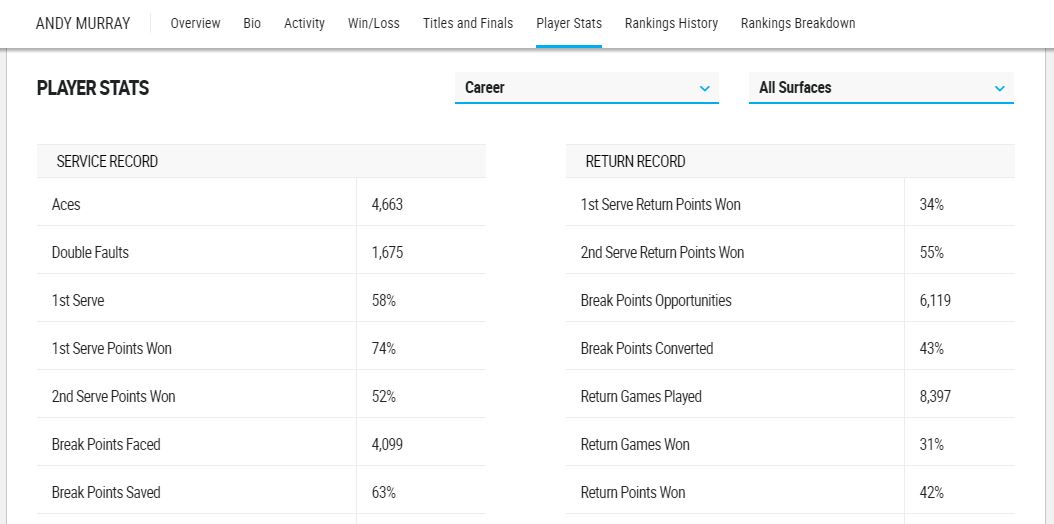 ANDY MURRAY Overview Bio Activity Win/Loss Titles and Finals Player Stats Rankings History Rankings Breakdown
PLAYER STATS Career All Surfaces
SERVICE RECORD
Aces 4,663
Double Faults 1,675
1st Serve 58%
1st Serve Points Won 74%
2nd Serve Points Won 52%
Break Points Faced 4,099
Break Points Saved 63%
RETURN RECORD
1st Serve Return Points Won 34%
2nd Serve Return Points Won 55%
Break Points Opportunities 6,119
Break Points Converted 43%
Return Games Played 8,397
Return Games Won 31%
Return Points Won 42%